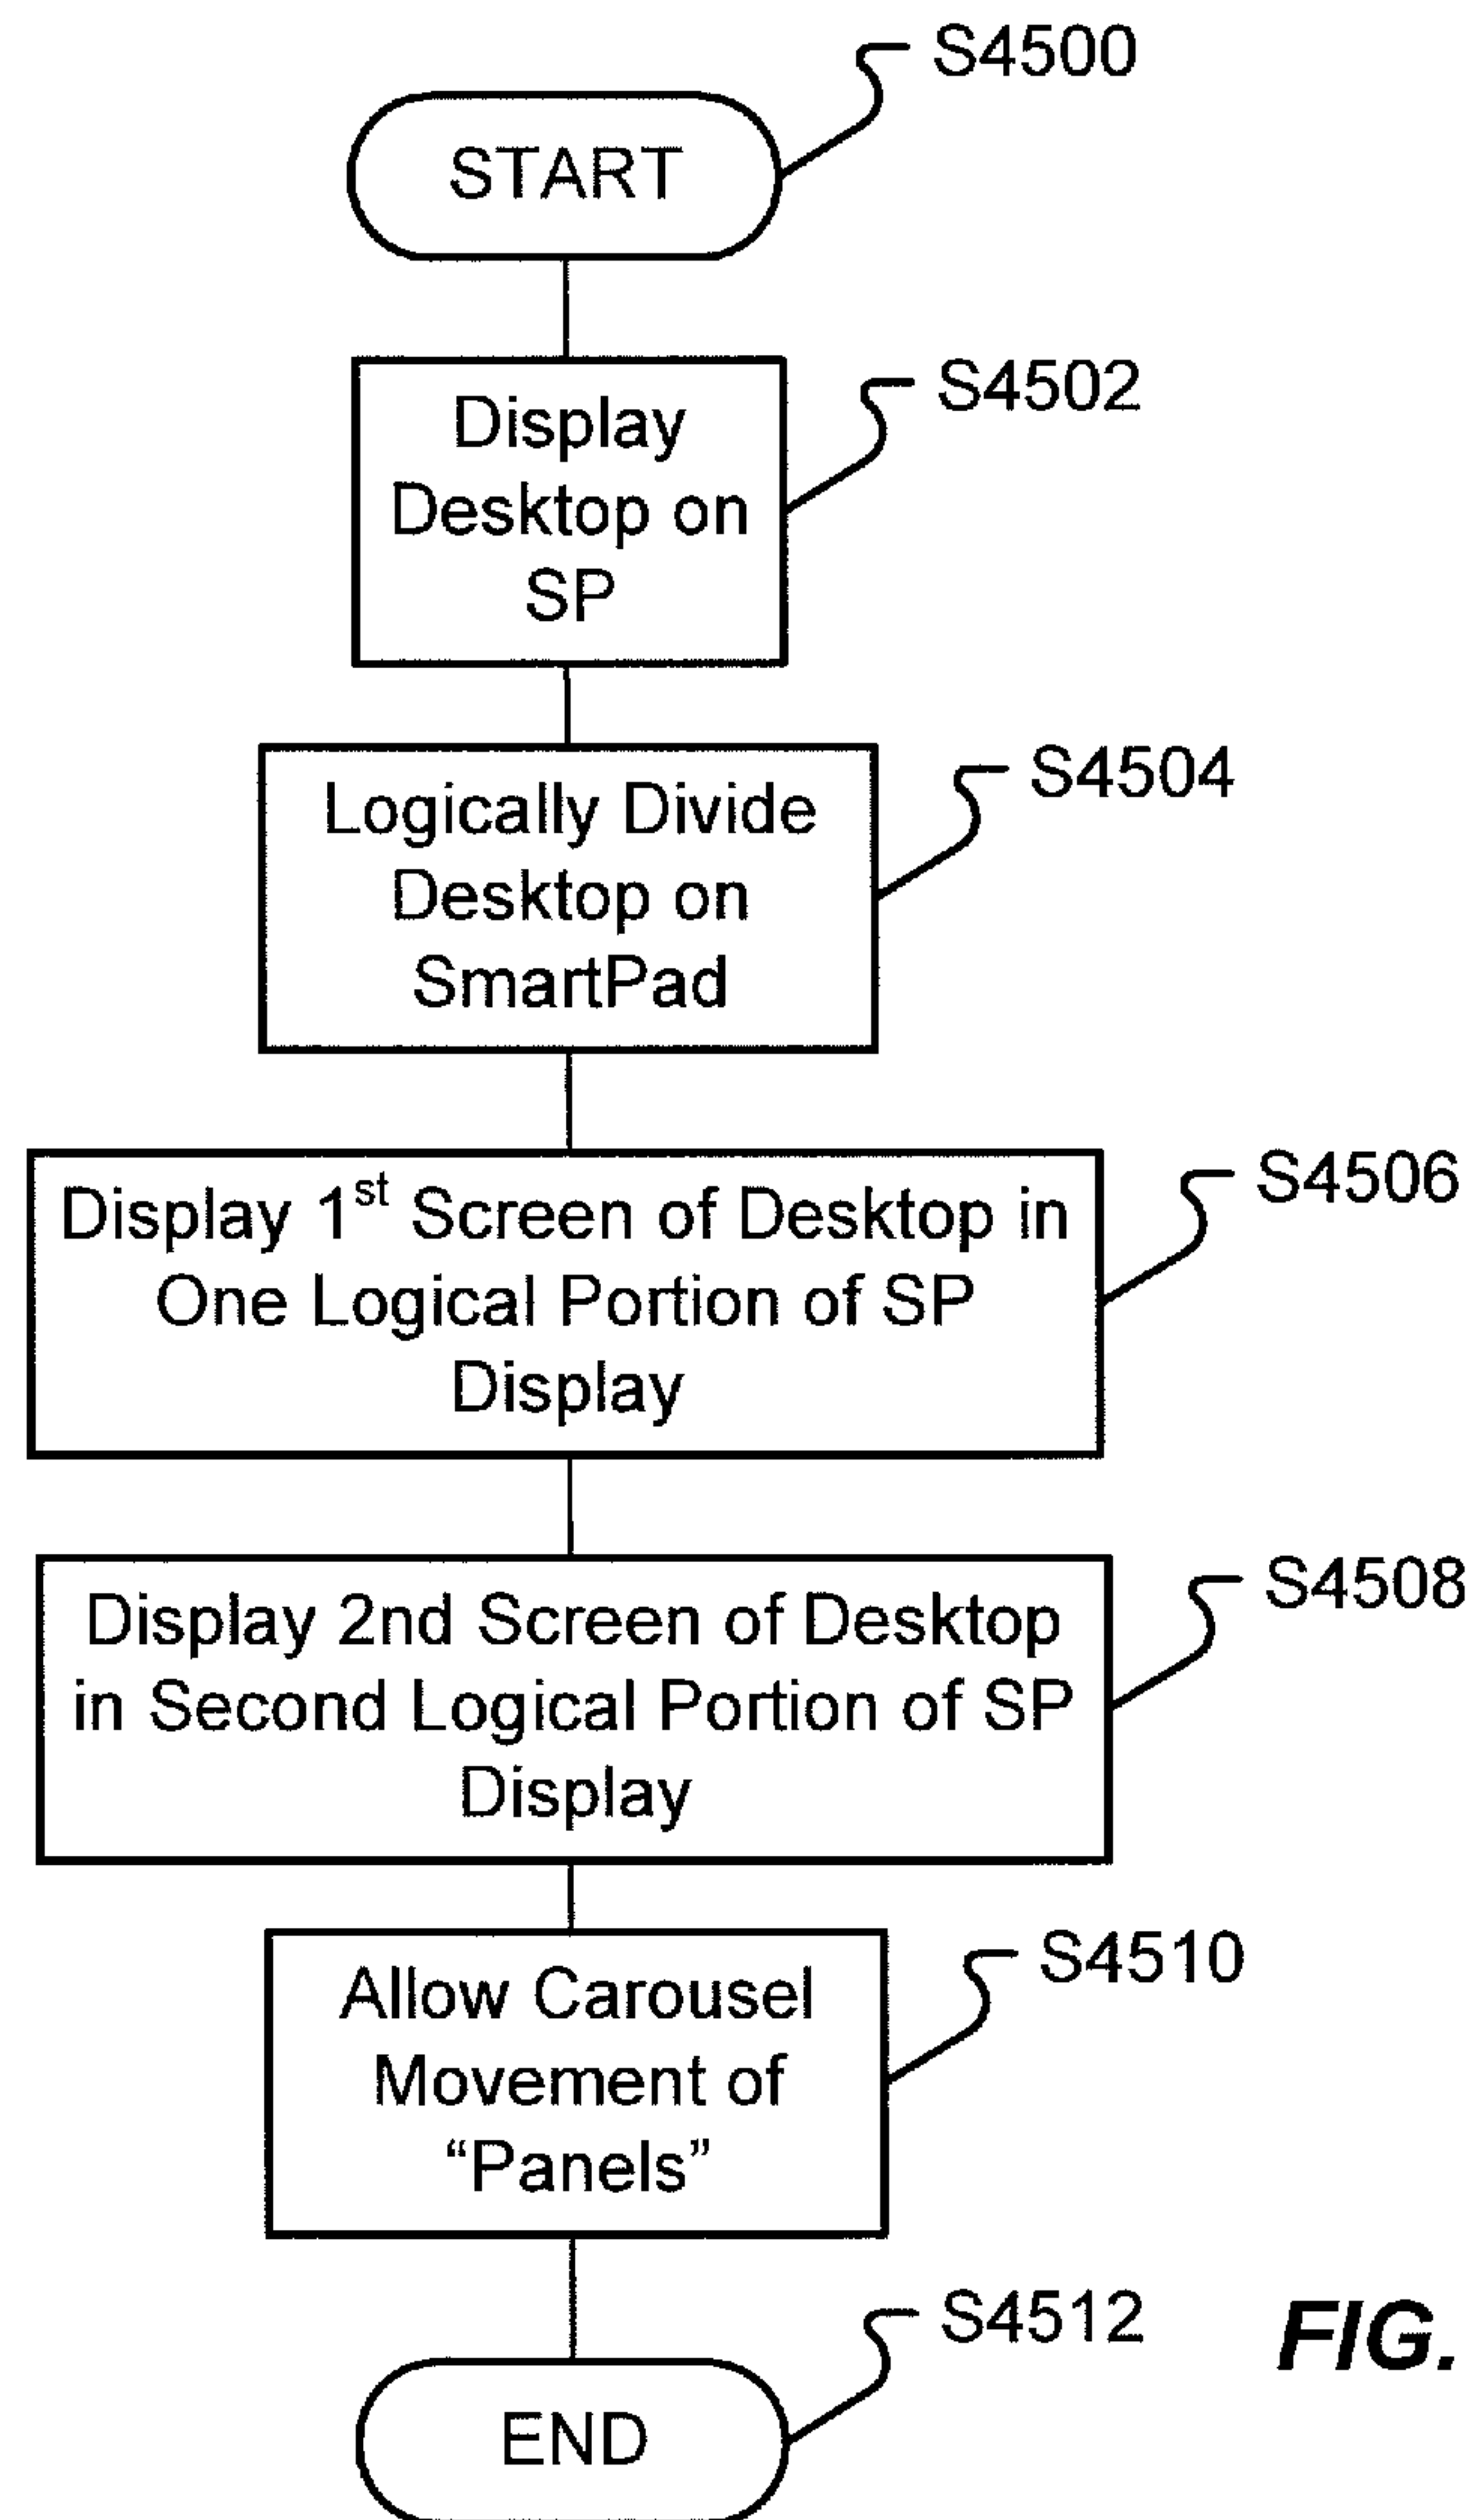 S4500
START
S4502
Display
Desktop on
SP
S4504
Logically Divide
Desktop on
SmartPad
S4506
Display 1st Screen of Desktop in
One Logical Portion of SP
Display
S4508
Display 2nd Screen of Desktop
in Second Logical Portion of SP
Display
S4510
Allow Carousel
Movement of
“Panels”
S4512
END
FIG.